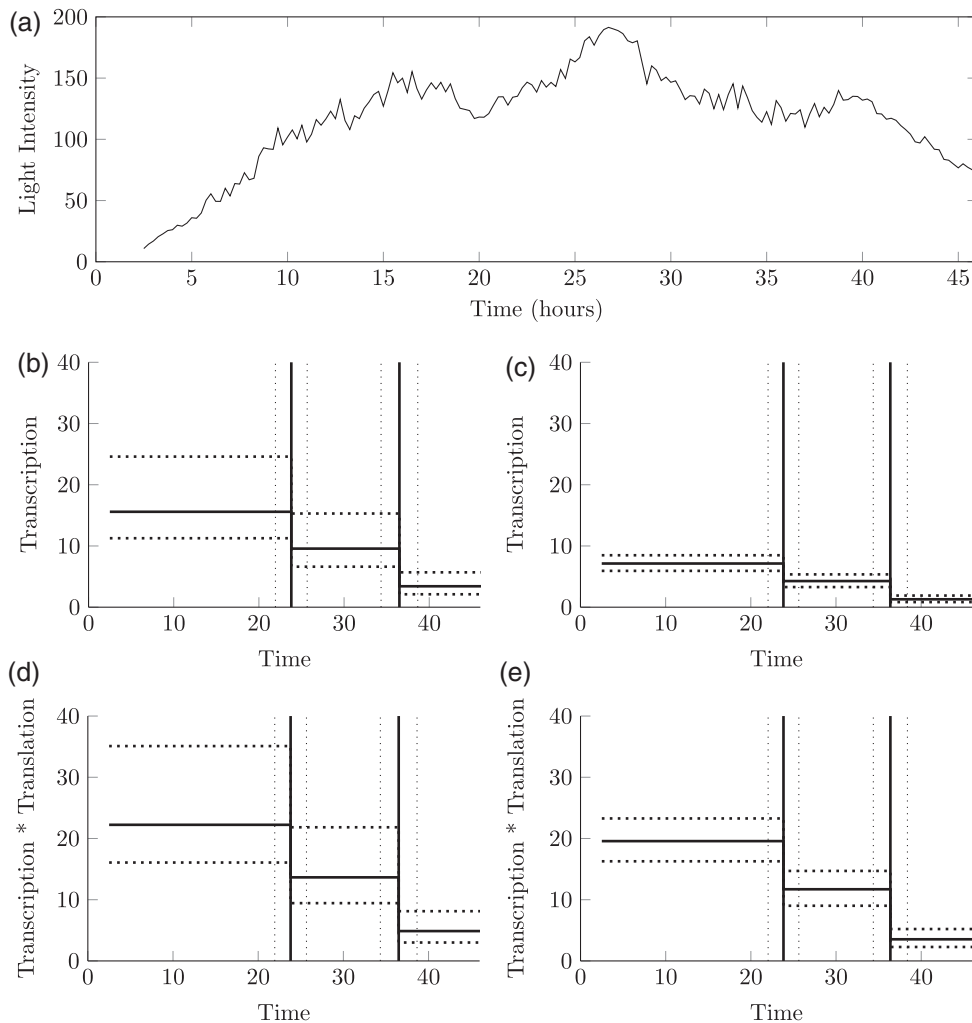 (a)
200
150
100
50
0
Light Intensity
0 5 10 15 20 25 30 35 40 45
Time (hours)
(b)
40
30
20
10
0
Transcription
0 10 20 30 40
Time
(c)
40
30
20
10
0
Transcription
0 10 20 30 40
Time
(d)
40
30
20
10
0
Transcription * Translation
0 10 20 30 40
Time
(e)
40
30
20
10
0
Transcription * Translation
0 10 20 30 40
Time